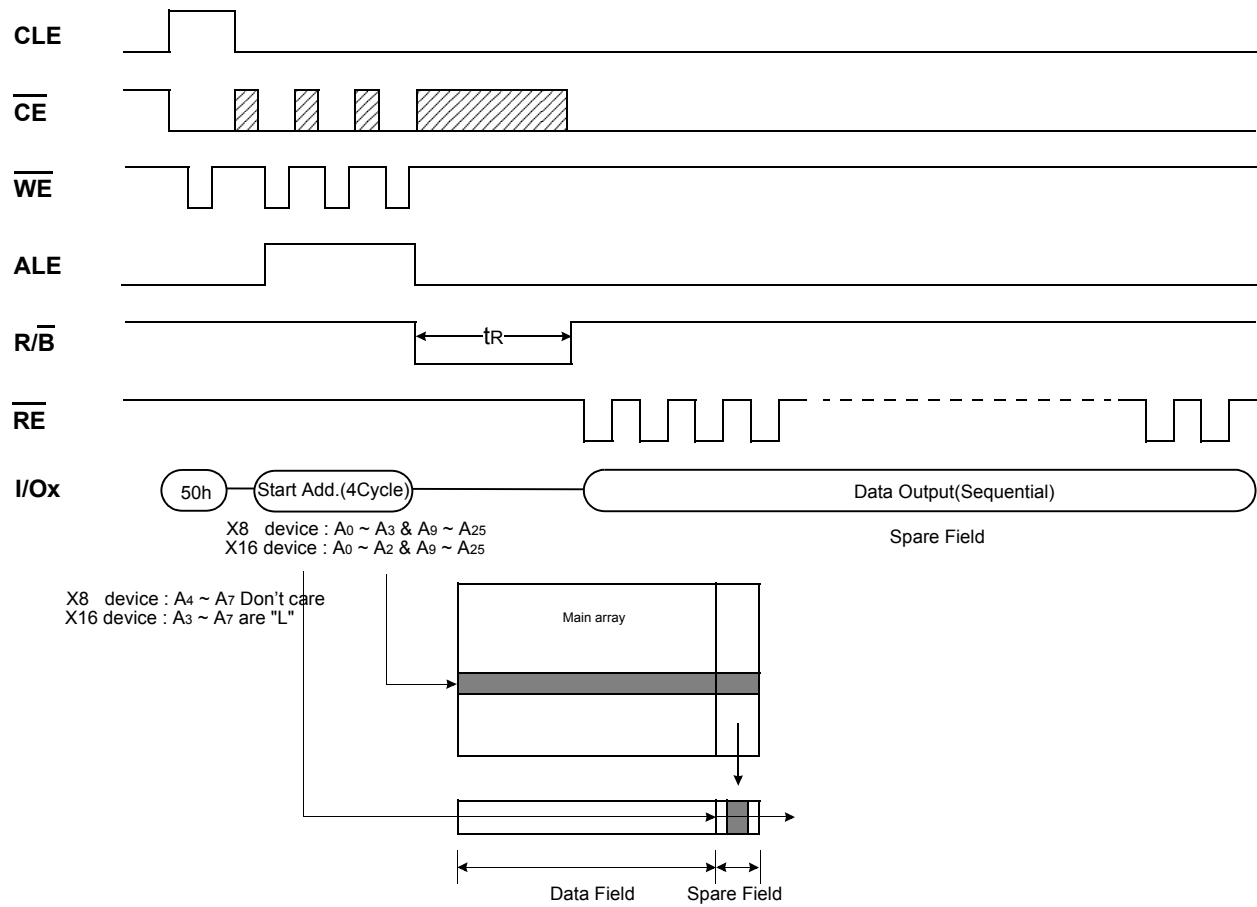 CLE
CE
WE
ALE
R/B
tR
RE
I/Ox
50h
Start Add.(4Cycle)
Data Output(Sequential)
X8 device : A0 ~ A3 & A9 ~ A25
X16 device : A0 ~ A2 & A9 ~ A25
Spare Field
X8 device : A4 ~ A7 Don't care
X16 device : A3 ~ A7 are "L"
Main array
Data Field
Spare Field